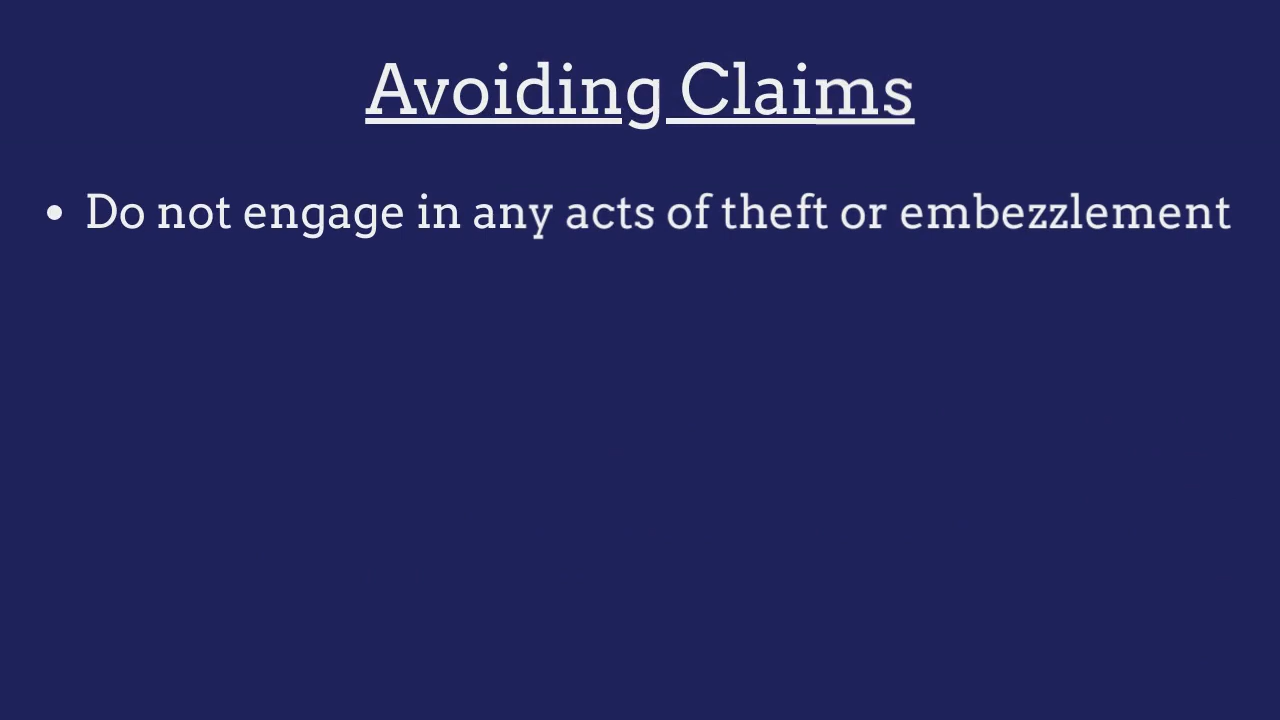 Avoiding Claims
• Do not engage in any acts of theft or embezzlement